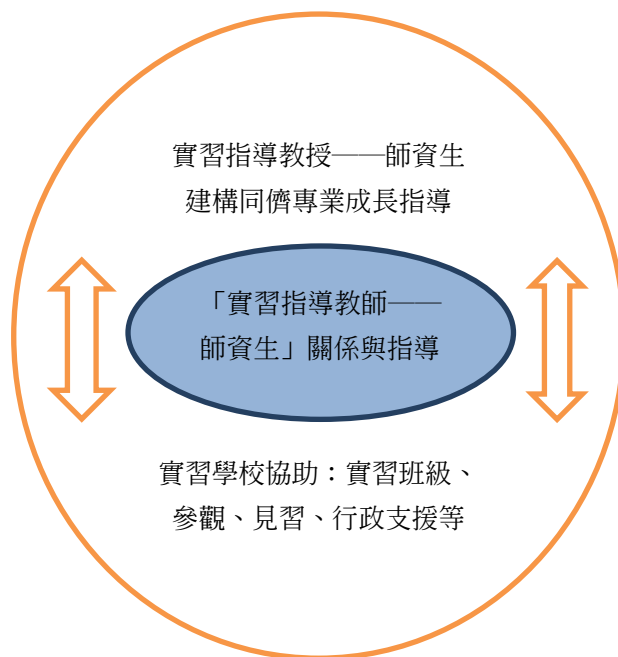 實習指導教授——師資生
建構同儕專業成長指導
「實習指導教師——
師資生」關係與指導
實習學校協助：實習班級、
參觀、見習、行政支援等